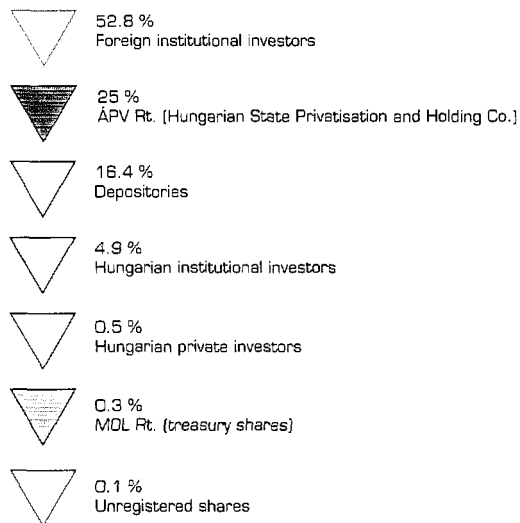 52.8 %
Foreign institutional investors
25 %
ÁPV Rt. (Hungarian State Privatisation and Holding Co.)
16.4 %
Depositories
4.9 %
Hungarian institutional investors
0.5 %
Hungarian private investors
0.3 %
MOL Rt. (treasury shares)
0.1 %
Unregistered shares